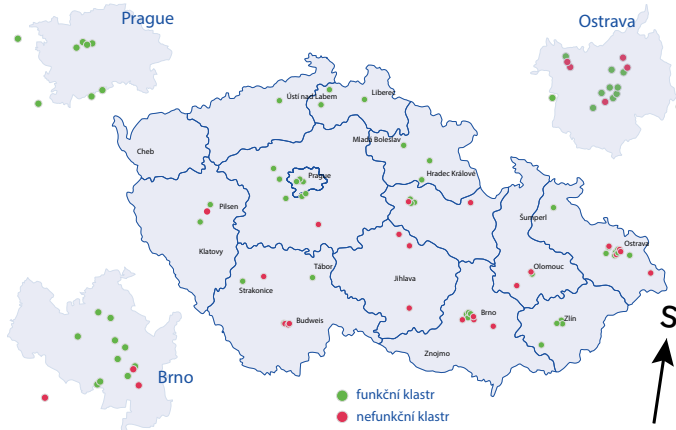 Prague
Ostrava
Ústí nad Labem
Liberec
Mladá Boleslav
Cheb
Prague
Hradec Králové
Pilsen
Šumperl
Klatovy
Ostrava
Tábor
Jihlava
Olomouc
Strakonice
Budweis
Brno
Zlín
S
Znojmo
Brno
funkční klastr
nefunkční klastr